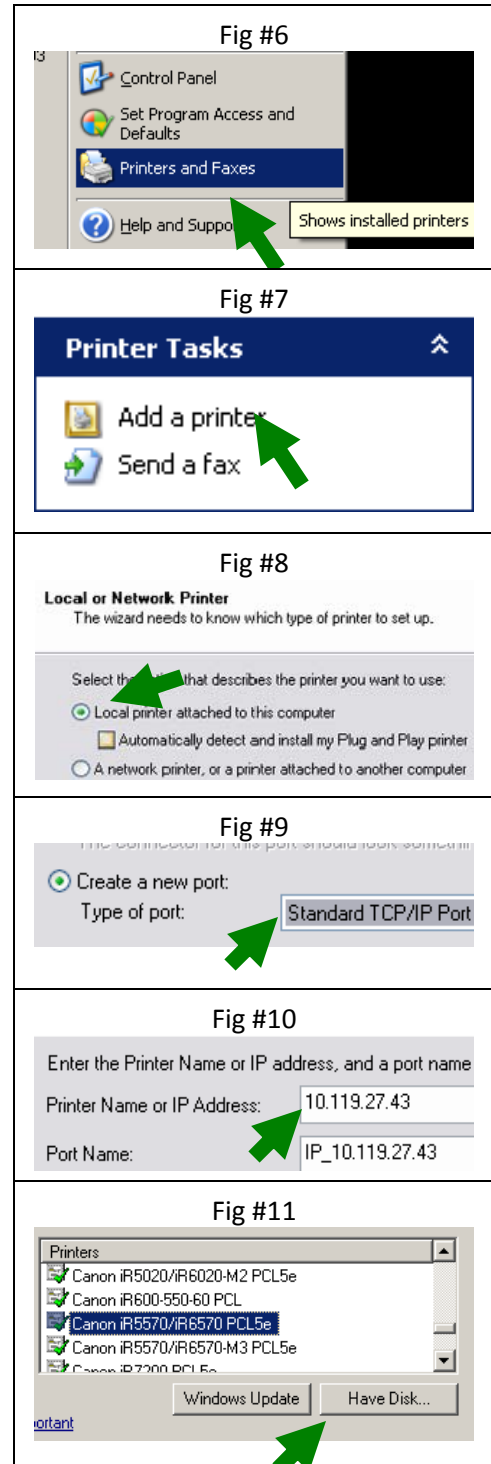 Fig #6
Control Panel
Set Program Access and
Defaults
Printers and Faxes
Help and
Shows installed printers
Fig #7
Printer Tasks
Add a printer
Send a fax
Fig #8
Local or Network Printer
The wizard needs to know which type of printer to set up.
Select that describes the printer you want to use:
Local printer attached to this computer
Automatically detect and install my Plug and Play printer
A network printer, or a printer attached to another computer
Fig #9
Create a new port:
Type of port:
Standard TCP/IP Port
Fig #10
Enter the Printer Name or IP address, and a port name
Printer Name or IP Address:
10.119.27.43
Port Name:
IP_10.119.27.43
Fig #11
Printers
Canon iR5020/iR6020-M2 PCL5e
Canon iR600-550-60 PCL
Canon iR5570/iR6570 PCL5e
Canon iR5570/iR6570-M3 PCL5e
Canon iR7200 PCL5e
Windows Update
Have Disk...